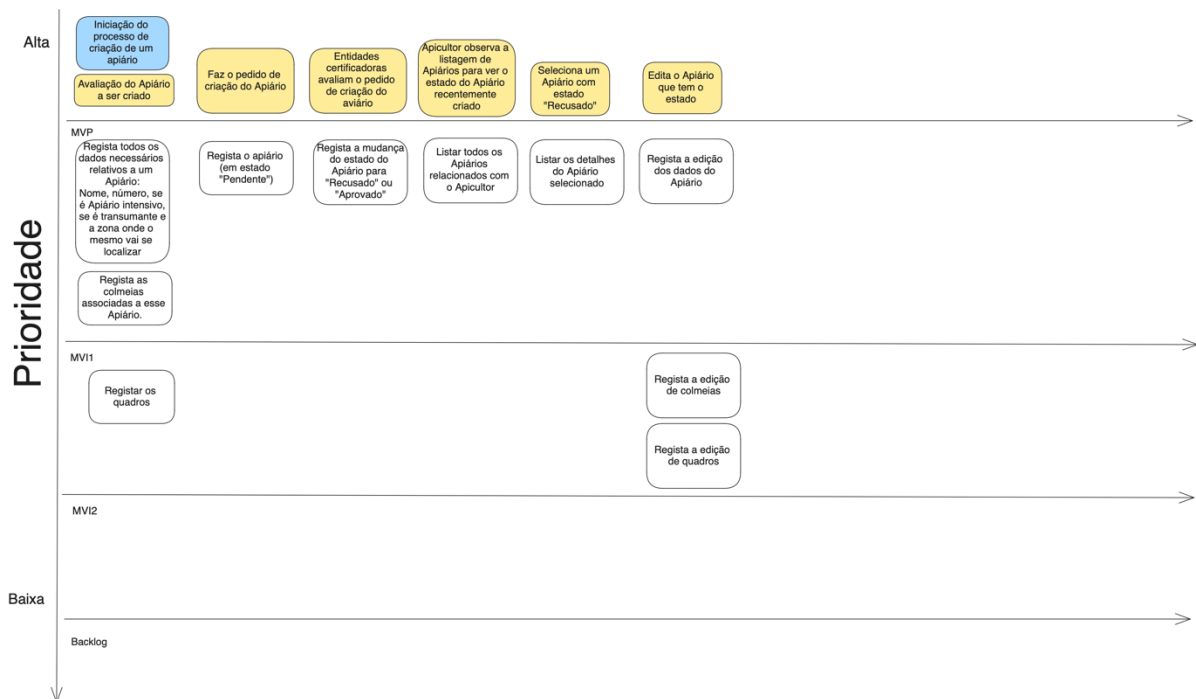 Prioridade
Alta
Baixa
Iniciação do
processo de
criação de um
apiário
Avaliação do Apiário
a ser criado
Faz o pedido de
criação do Apiário
Entidades
certificadoras
avaliam o pedido
de criação do
aviário
Apicultor observa a
listagem de
Apiários para ver o
estado do Apiário
recentemente
criado
Seleciona um
Apiário com
estado
"Recusado"
Edita o Apiário
que tem o
estado
MVP
Regista todos os
dados necessários
relativos a um
Apiário:
Nome, número, se
é Apiário intensivo,
se é transumante e
a zona onde o
mesmo vai se
localizar
Regista as
colmeias
associadas a esse
Apiário.
Regista o apiário
(em estado
"Pendente")
Regista a mudança
do estado do
Apiário para
"Recusado" ou
"Aprovado"
Listar todos os
Apiários
relacionados com
o Apicultor
Listar os detalhes
do Apiário
selecionado
Regista a edição
dos dados do
Apiário
MVI1
Registar os
quadros
Regista a edição
de colmeias
Regista a edição
de quadros
MVI2
Backlog